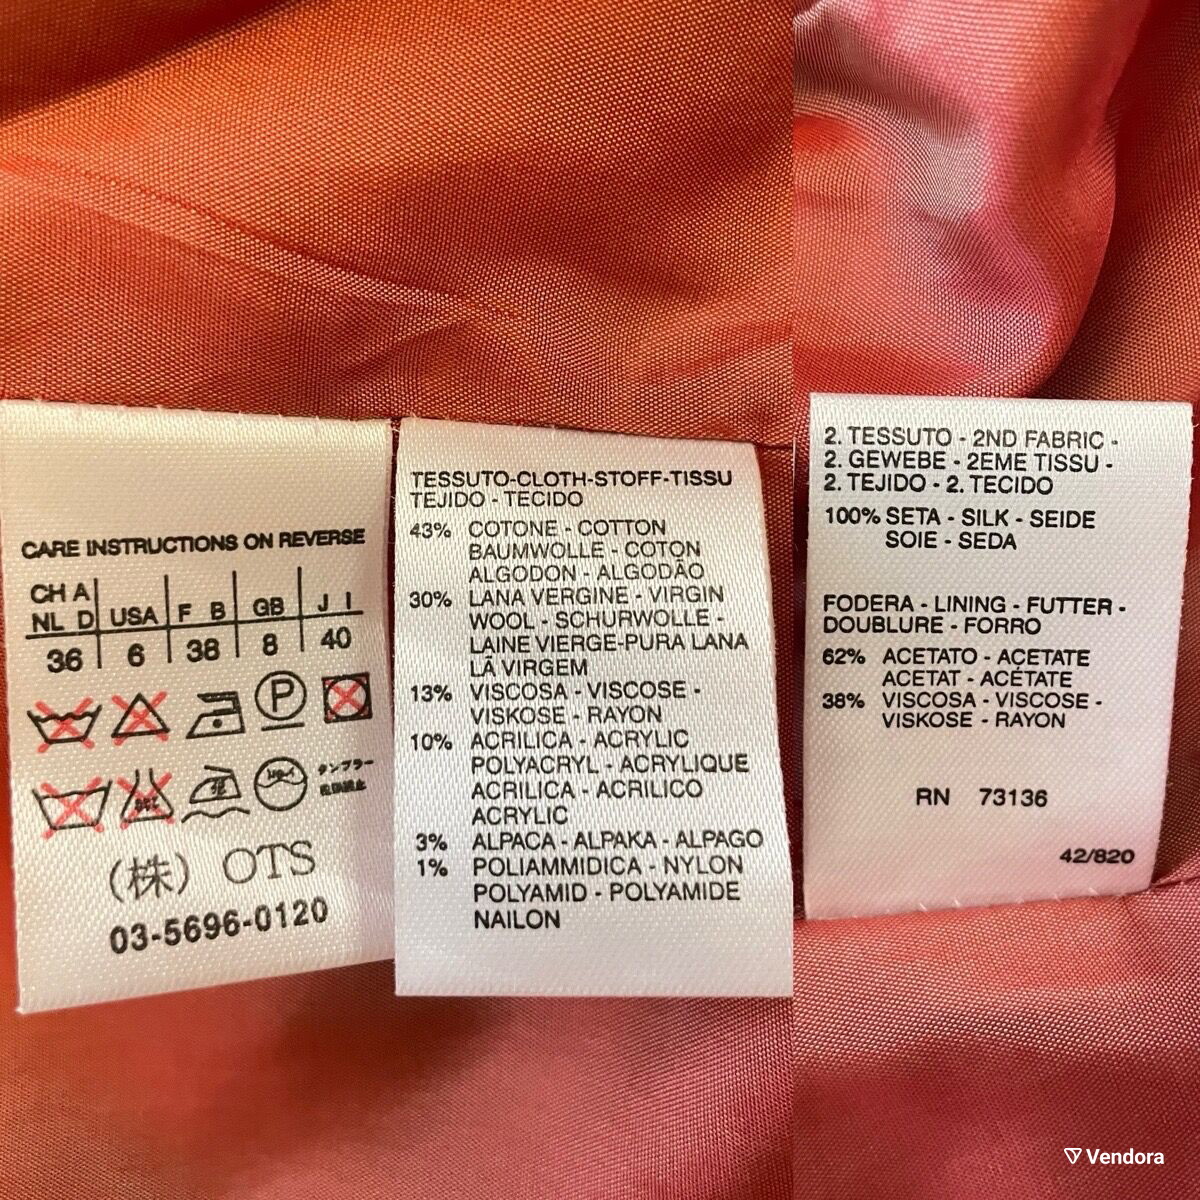 CARE INSTRUCTIONS ON REVERSE
CH A
NL D USA F B GB J I
36 6 38 8 40
P
タンブラー
(株) OTS
03-5696-0120
TESSUTO-CLOTH-STOFF-TISSU
TEJIDO - TECIDO
43% COTONE - COTTON
BAUMWOLLE - COTON
ALGODON - ALGODÃO
30% LANA VERGINE - VIRGIN
WOOL - SCHURWOLLE -
LAINE VIERGE-PURA LANA
LÃ VIRGEM
13% VISCOSA - VISCOSE -
VISKOSE - RAYON
10% ACRILICA - ACRYLIC
POLYACRYL - ACRYLIQUE
ACRILICA - ACRILICO
ACRYLIC
3% ALPACA - ALPAKA - ALPAGO
1% POLIAMMIDICA - NYLON
POLYAMID - POLYAMIDE
NAILON
2. TESSUTO - 2ND FABRIC -
2. GEWEBE - 2EME TISSU -
2. TEJIDO - 2. TECIDO
100% SETA - SILK - SEIDE
SOIE - SEDA
FODERA - LINING - FUTTER -
DOUBLURE - FORRO
62% ACETATO - ACETATE
ACETAT - ACÉTATE
38% VISCOSA - VISCOSE -
VISKOSE - RAYON
RN 73136
42/820
Vendora